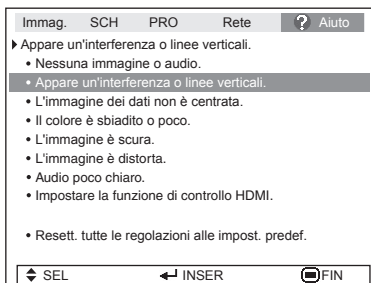 Immag. SCH PRO Rete ? Aiuto
Appare un'interferenza o linee verticali.
• Nessuna immagine o audio.
• Appare un'interferenza o linee verticali.
• L'immagine dei dati non è centrata.
• Il colore è sbiadito o poco.
• L'immagine è scura.
• L'immagine è distorta.
• Audio poco chiaro.
• Impostare la funzione di controllo HDMI.
• Resett. tutte le regolazioni alle impost. predef.
SEL INSER FIN